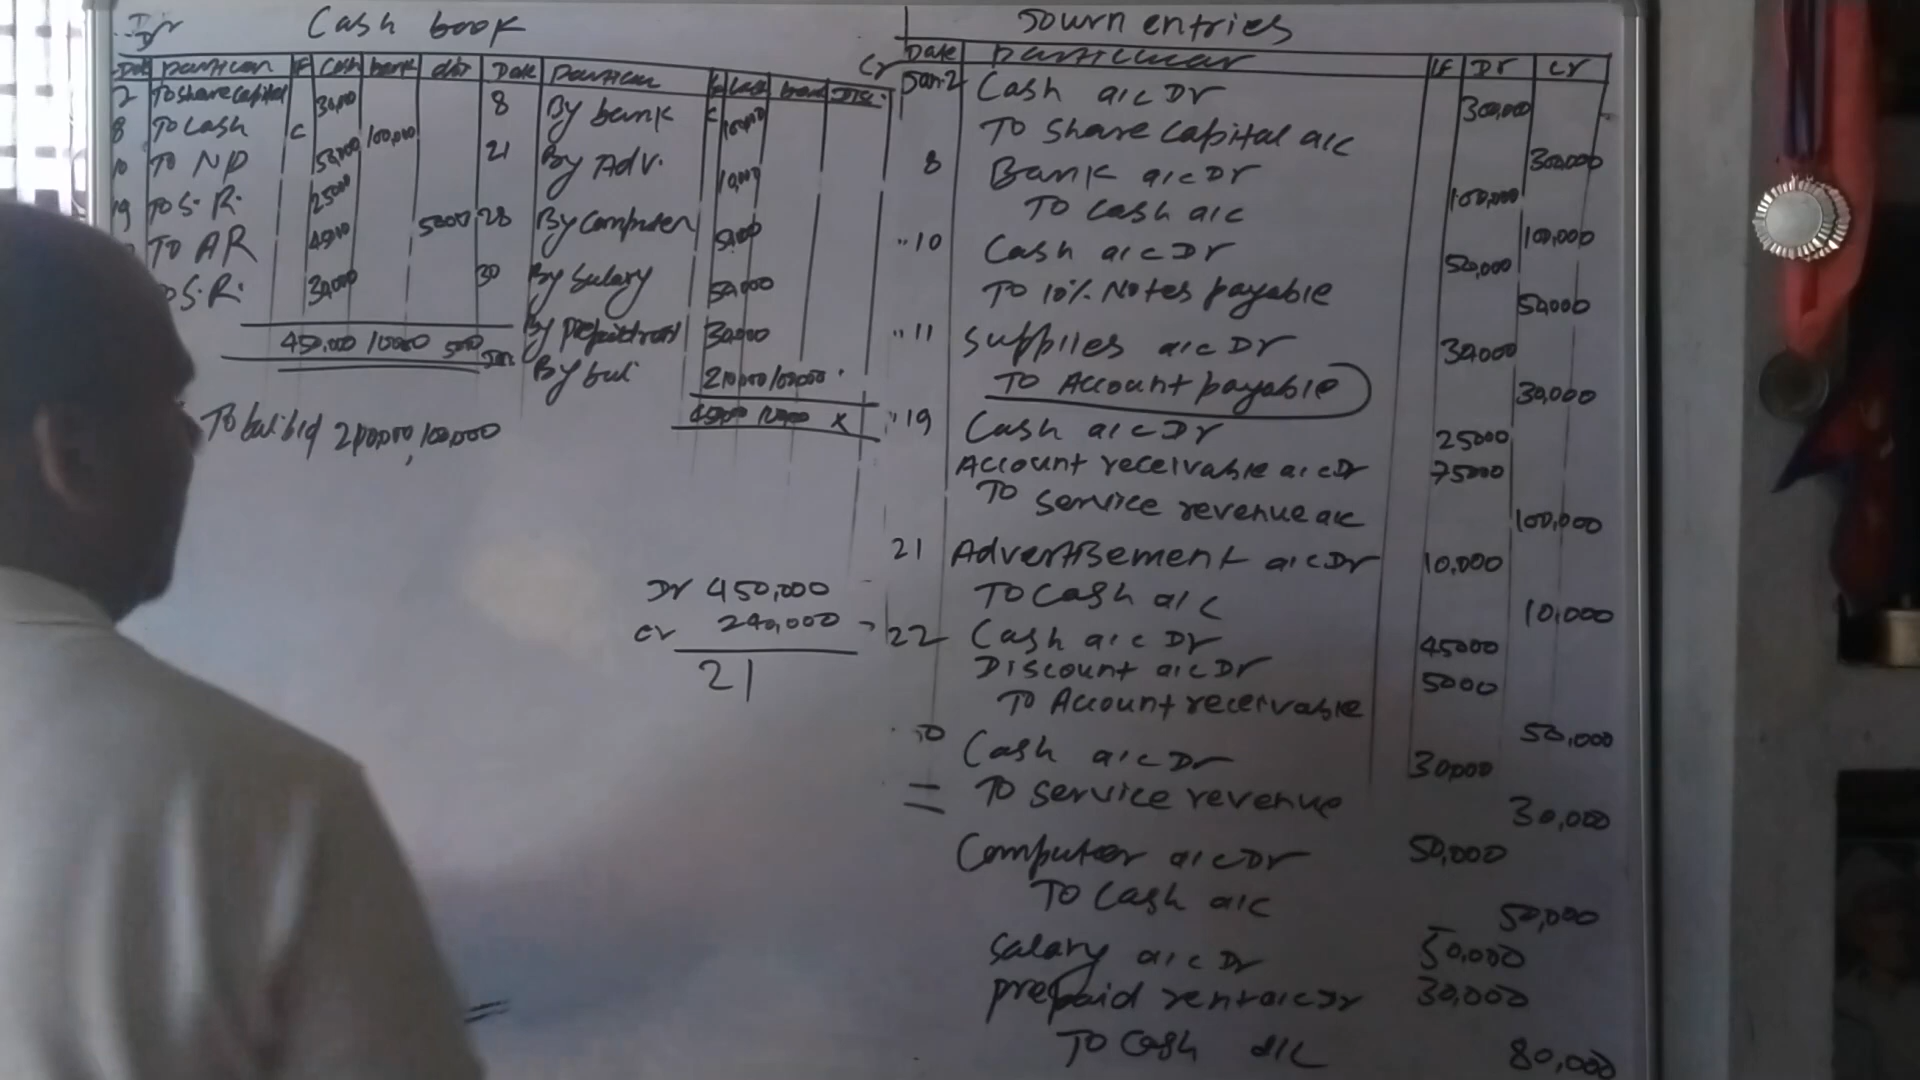 Dr Cash book
Cr
Date particular F Cash bank dist Date particular F Cash bank Disc.
2 To share capital 300,000 8 By bank C 100,000
8 To Cash C 100,000 21 By Adv. 10,000
10 To NP 50,000 28 By Computer 50,000
19 To S.R. 25000 30 By Salary 50,000
To AR 45000 5000 By prepaid rent 30,000
S.R. 30,000 By bal 210,000 100,000
450,000 100,000 5000 450,000 100,000 X
To bal b/d 210,000 100,000
Dr 450,000
Cr 240,000
21
=
Journ entries
Date particular LF Dr Cr
Jan-2 Cash a/c Dr 300,000
To Share Capital a/c 300,000
8 Bank a/c Dr 100,000
To Cash a/c 100,000
"10 Cash a/c Dr 50,000
To 10% Notes payable 50,000
"11 Supplies a/c Dr 30,000
To Account payable 30,000
"19 Cash a/c Dr 25000
Account receivable a/c Dr 75000
To service revenue a/c 100,000
21 Advertisement a/c Dr 10,000
To Cash a/c 10,000
22 Cash a/c Dr 45000
Discount a/c Dr 5000
To Account receivable 50,000
Cash a/c Dr 30,000
= To service revenue 30,000
Computer a/c Dr 50,000
To Cash a/c 50,000
Salary a/c Dr 50,000
prepaid rent a/c Dr 30,000
To Cash a/c 80,000